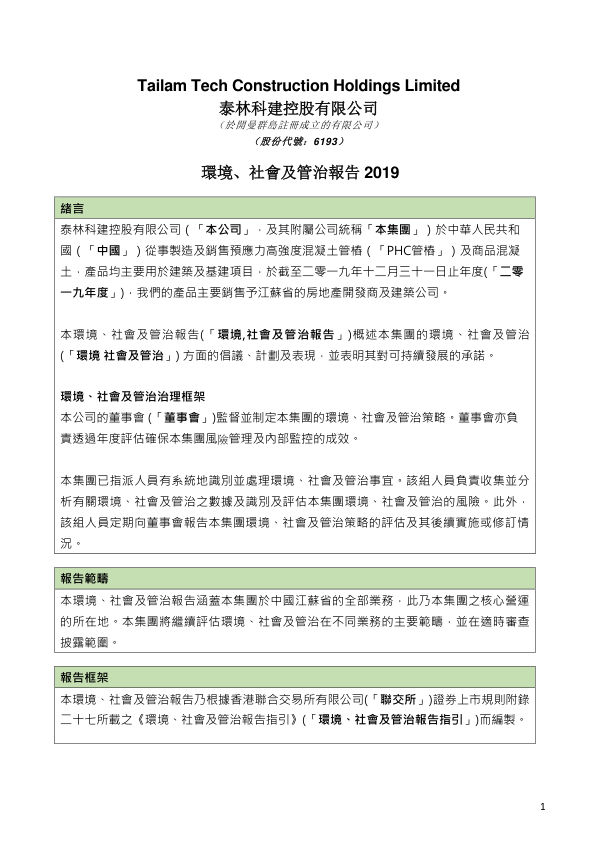 Tailam Tech Construction Holdings Limited
泰林科建控股有限公司
（於開曼群島註冊成立的有限公司）
（股份代號：6193）
環境、社會及管治報告 2019
緒言
泰林科建控股有限公司（「本公司」，及其附屬公司統稱「本集團」）於中華人民共和
國（「中國」）從事製造及銷售預應力高強度混凝土管樁（「PHC管樁」）及商品混凝
土，產品均主要用於建築及基建項目，於截至二零一九年十二月三十一日止年度(「二零
一九年度」)，我們的產品主要銷售予江蘇省的房地產開發商及建築公司。
本環境、社會及管治報告(「環境,社會及管治報告」)概述本集團的環境、社會及管治
(「環境 社會及管治」) 方面的倡議、計劃及表現，並表明其對可持續發展的承諾。
環境、社會及管治治理框架
本公司的董事會 (「董事會」)監督並制定本集團的環境、社會及管治策略。董事會亦負
責透過年度評估確保本集團風險管理及內部監控的成效。
本集團已指派人員有系統地識別並處理環境、社會及管治事宜。該組人員負責收集並分
析有關環境、社會及管治之數據及識別及評估本集團環境、社會及管治的風險。此外，
該組人員定期向董事會報告本集團環境、社會及管治策略的評估及其後續實施或修訂情
況。
報告範疇
本環境、社會及管治報告涵蓋本集團於中國江蘇省的全部業務，此乃本集團之核心營運
的所在地。本集團將繼續評估環境、社會及管治在不同業務的主要範疇，並在適時審查
披露範圍。
報告框架
本環境、社會及管治報告乃根據香港聯合交易所有限公司(「聯交所」)證券上市規則附錄
二十七所載之《環境、社會及管治報告指引》(「環境、社會及管治報告指引」)而編製。
1